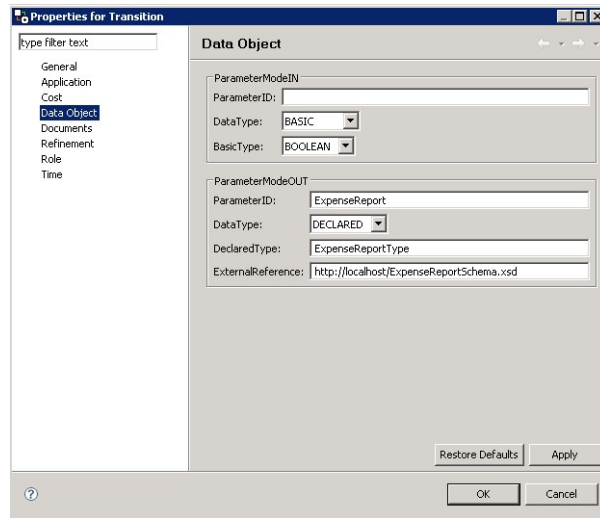 Properties for Transition
type filter text
General
Application
Cost
Data Object
Documents
Refinement
Role
Time
Data Object
ParameterModeIN
ParameterID:
DataType: BASIC
BasicType: BOOLEAN
ParameterModeOUT
ParameterID: ExpenseReport
DataType: DECLARED
DeclaredType: ExpenseReportType
ExternalReference: http://localhost/ExpenseReportSchema.xsd
Restore Defaults Apply
? OK Cancel